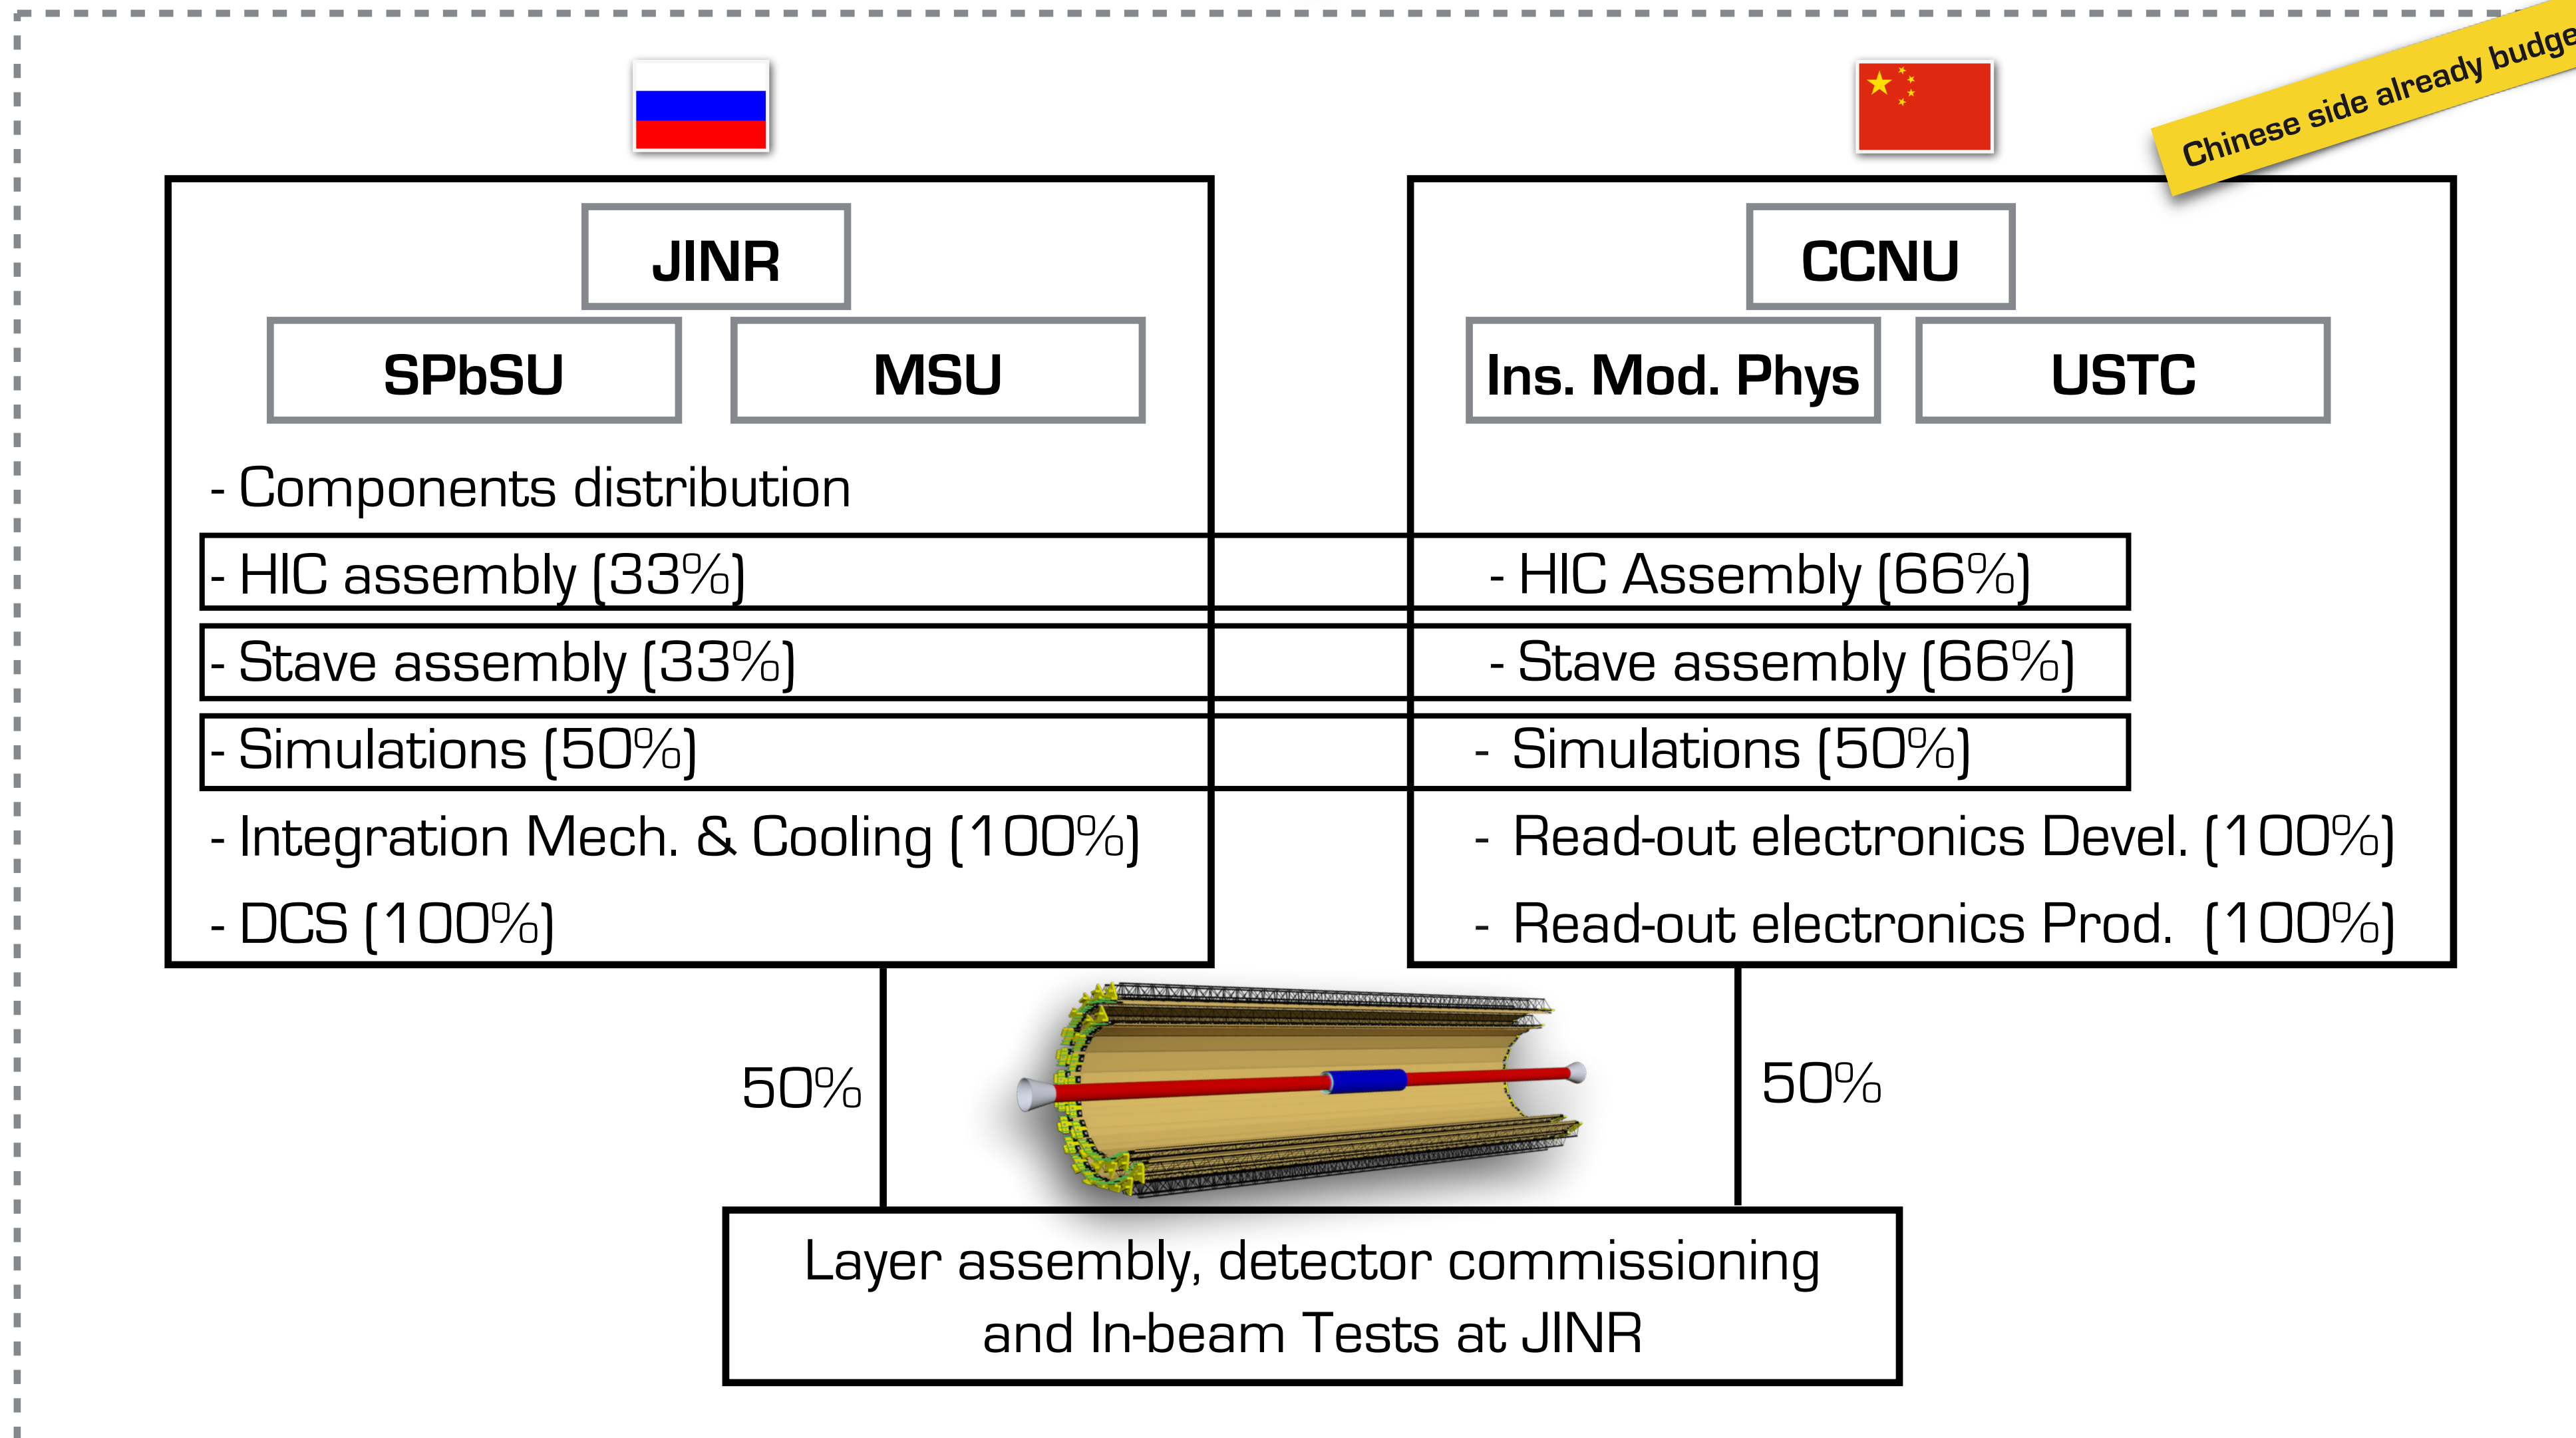 Chinese side already
JINR
SPbSU
MSU
- Components distribution
- HIC assembly (33%)
- Stave assembly (33%)
- Simulations (50%)
- Integration Mech. & Cooling (100%)
- DCS (100%)
CCNU
Ins. Mod. Phys
USTC
- HIC Assembly (66%)
- Stave assembly (66%)
- Simulations (50%)
- Read-out electronics Devel. (100%)
- Read-out electronics Prod. (100%)
50%
50%
Layer assembly, detector commissioning
and In-beam Tests at JINR